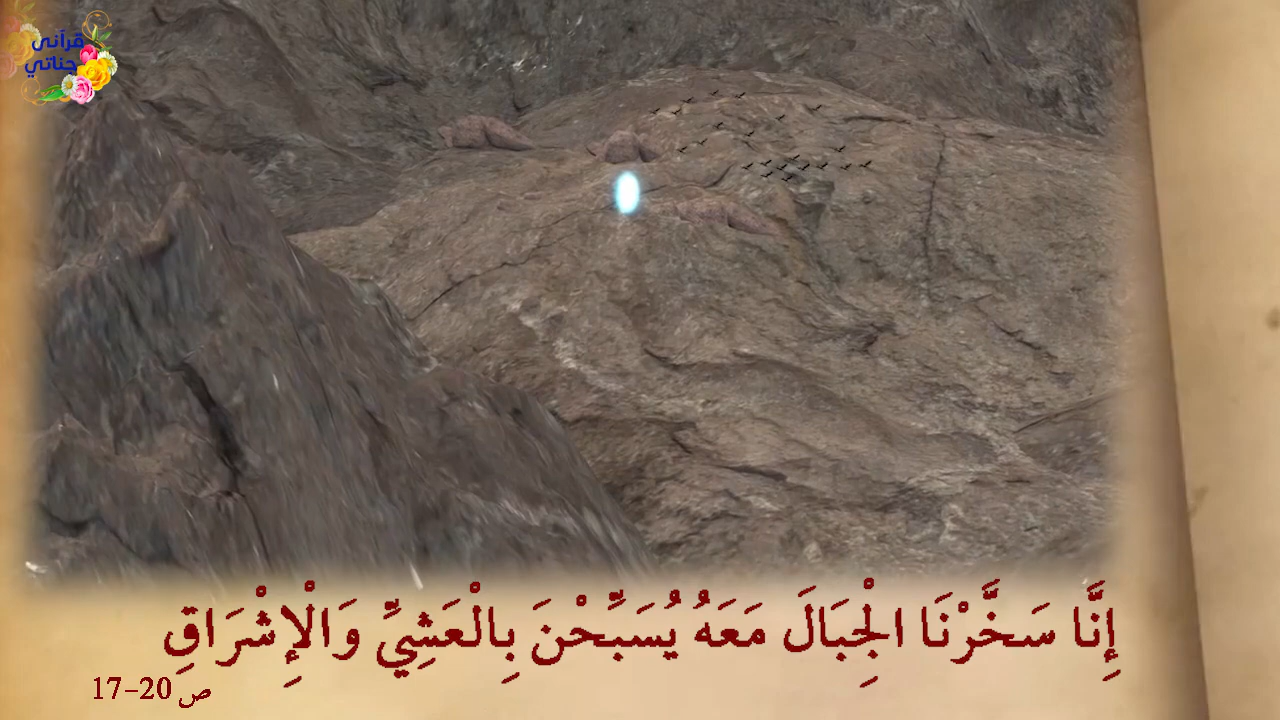 قرآني
جناتي
إِنَّا سَخَّرْنَا الْجِبَالَ مَعَهُ يُسَبِّحْنَ بِالْعَشِيِّ وَالْإِشْرَاقِ
ص 20-17